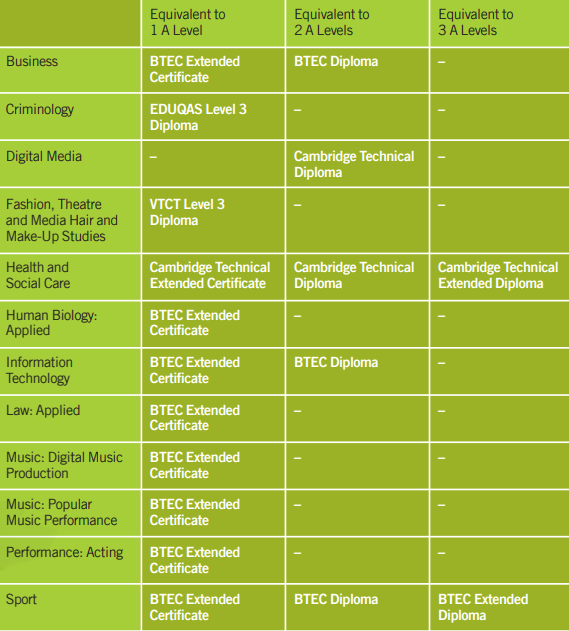 Equivalent to
1 A Level
Equivalent to
2 A Levels
Equivalent to
3 A Levels
Business
BTEC Extended
Certificate
BTEC Diploma
–
Criminology
EDUQAS Level 3
Diploma
–
–
Digital Media
–
Cambridge Technical
Diploma
–
Fashion, Theatre
and Media Hair and
Make-Up Studies
VTCT Level 3
Diploma
–
–
Health and
Social Care
Cambridge Technical
Extended Certificate
Cambridge Technical
Diploma
Cambridge Technical
Extended Diploma
Human Biology:
Applied
BTEC Extended
Certificate
–
–
Information
Technology
BTEC Extended
Certificate
BTEC Diploma
–
Law: Applied
BTEC Extended
Certificate
–
–
Music: Digital Music
Production
BTEC Extended
Certificate
–
–
Music: Popular
Music Performance
BTEC Extended
Certificate
–
–
Performance: Acting
BTEC Extended
Certificate
–
–
Sport
BTEC Extended
Certificate
BTEC Diploma
BTEC Extended
Diploma